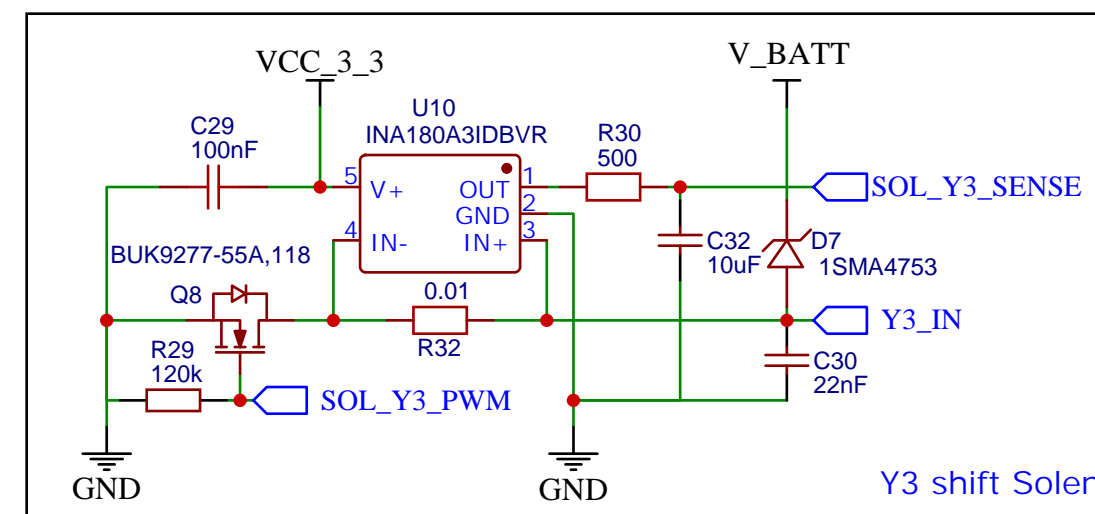 VCC_3_3
V_BATT
U10
INA180A3IDBVR
C29
100nF
R30
500
5
V+
OUT
1
GND
2
4
IN-
IN+
3
SOL_Y3_SENSE
C32
10uF
D7
1SMA4753
BUK9277-55A,118
Q8
0.01
R32
Y3_IN
R29
120k
C30
22nF
SOL_Y3_PWM
GND
GND
Y3 shift Solen